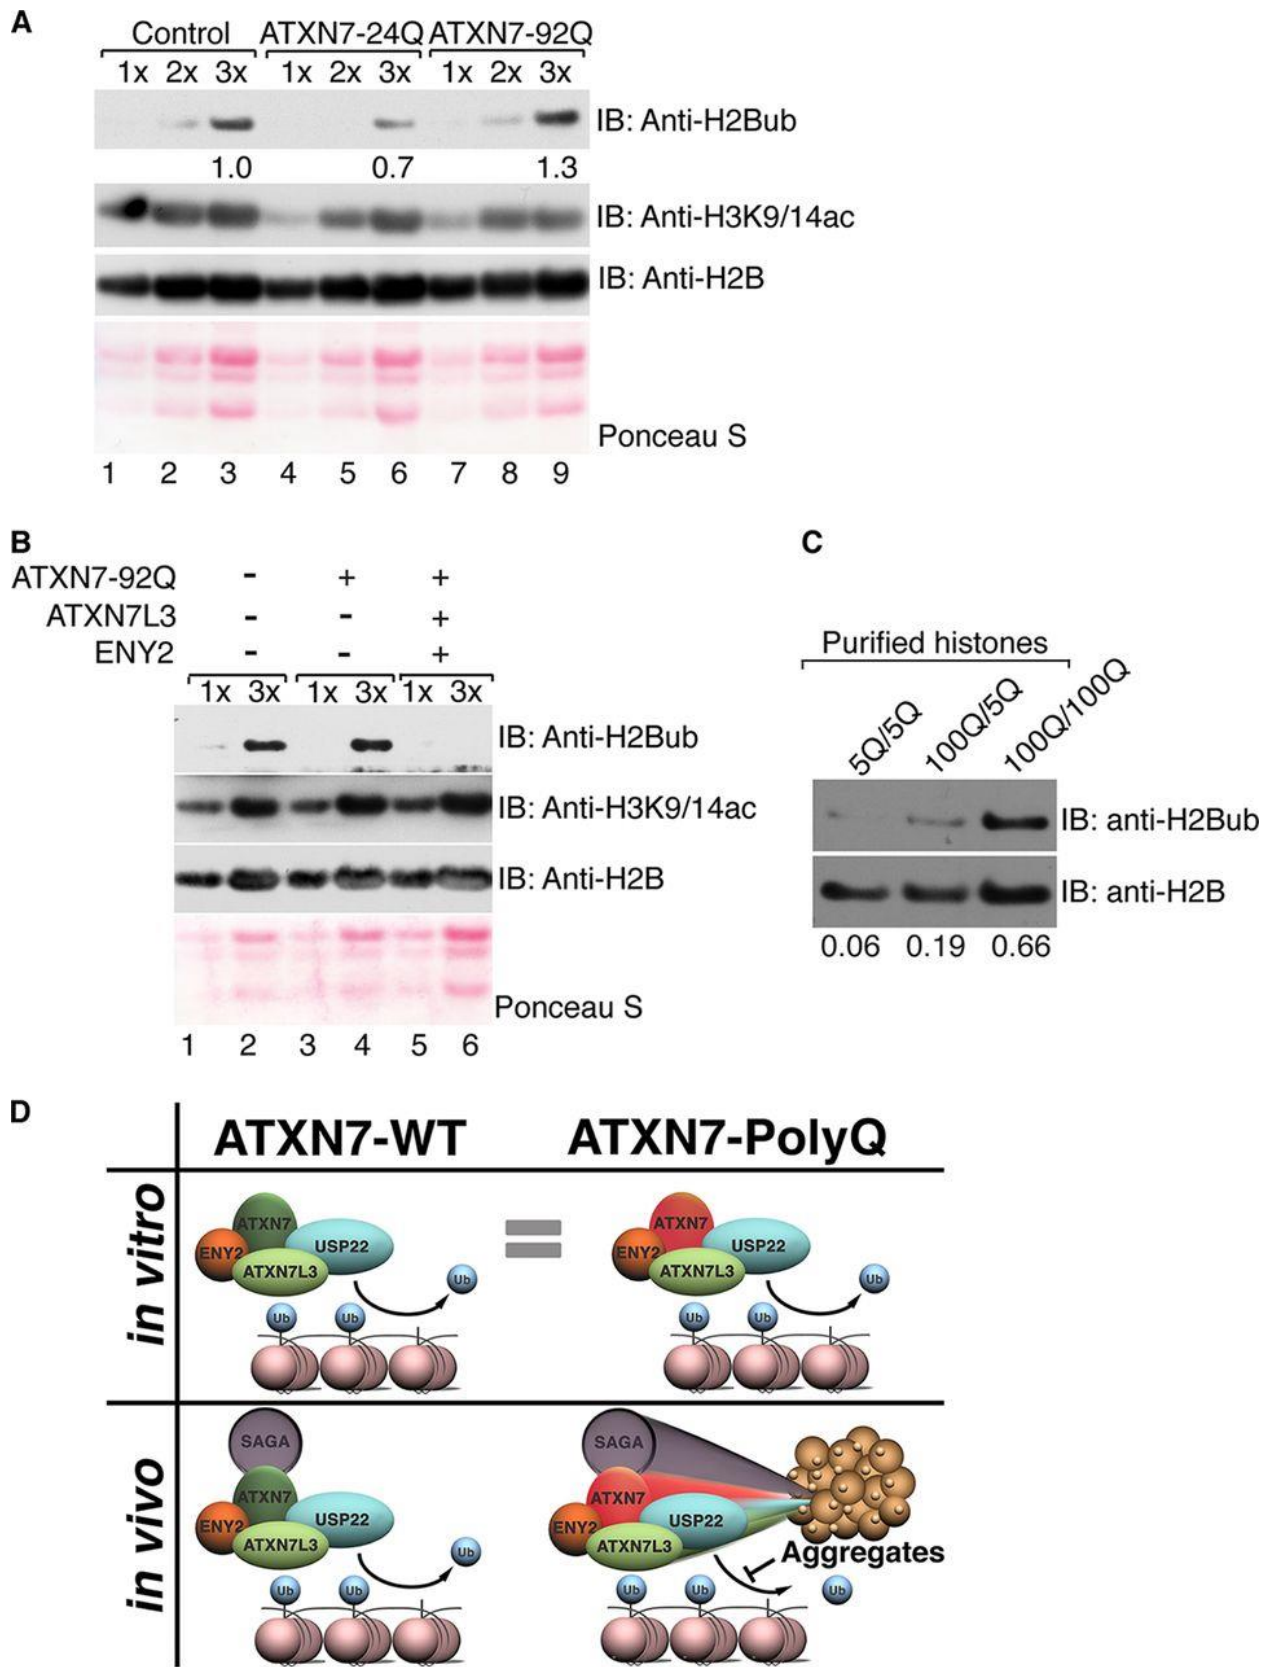 A
Control ATXN7-24Q ATXN7-92Q
1x 2x 3x 1x 2x 3x 1x 2x 3x
IB: Anti-H2Bub
1.0 0.7 1.3
IB: Anti-H3K9/14ac
IB: Anti-H2B
Ponceau S
1 2 3 4 5 6 7 8 9
B
ATXN7-92Q - + +
ATXN7L3 - - +
ENY2 - - +
1x 3x 1x 3x 1x 3x
IB: Anti-H2Bub
IB: Anti-H3K9/14ac
IB: Anti-H2B
Ponceau S
1 2 3 4 5 6
C
Purified histones
5Q/5Q 100Q/5Q 100Q/100Q
IB: anti-H2Bub
IB: anti-H2B
0.06 0.19 0.66
D
ATXN7-WT ATXN7-PolyQ
in vitro
ATXN7 ENY2 USP22 ATXN7L3
Ub
Ub Ub
=
ATXN7 ENY2 USP22 ATXN7L3
Ub
Ub Ub
in vivo
SAGA
ATXN7
ENY2 USP22
ATXN7L3
Ub
Ub Ub
SAGA
ATXN7
ENY2 USP22
ATXN7L3
Aggregates
Ub Ub Ub